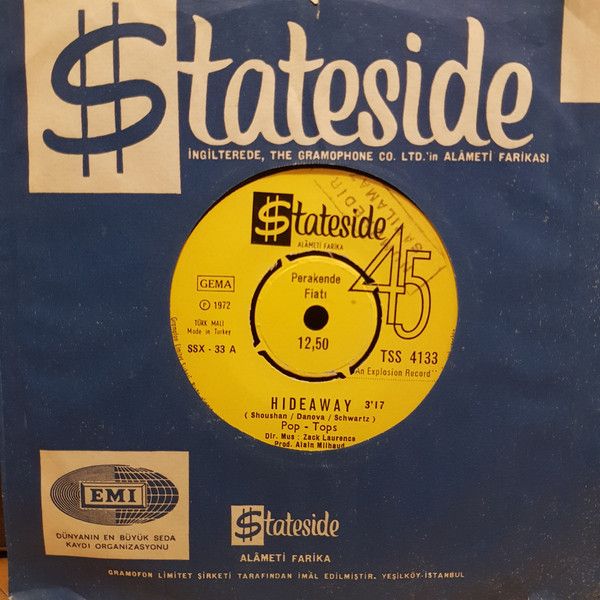 $tateside
İNGİLTEREDE, THE GRAMOPHONE CO. LTD.'in ALÂMETİ FARİKASI
$tateside
ALÂMETİ FARİKA
45
GEMA
Ⓟ 1972
TÜRK MALI
Made in Turkey
SSX - 33 A
Perakende
Fiatı
12,50
TSS 4133
"An Explosion Record"
HIDEAWAY 3'17
( Shoushan / Danova / Schwartz )
Pop - Tops
Dir. Mus : Zack Laurence
Prod. Alain Milhaud
EMI
DÜNYANIN EN BÜYÜK SEDA
KAYDI ORGANIZASYONU
$tateside
ALÂMETİ FARİKA
GRAMOFON LİMİTET ŞİRKETİ TARAFINDAN İMÂL EDİLMİŞTİR. YEŞİLKÖY-İSTANBUL